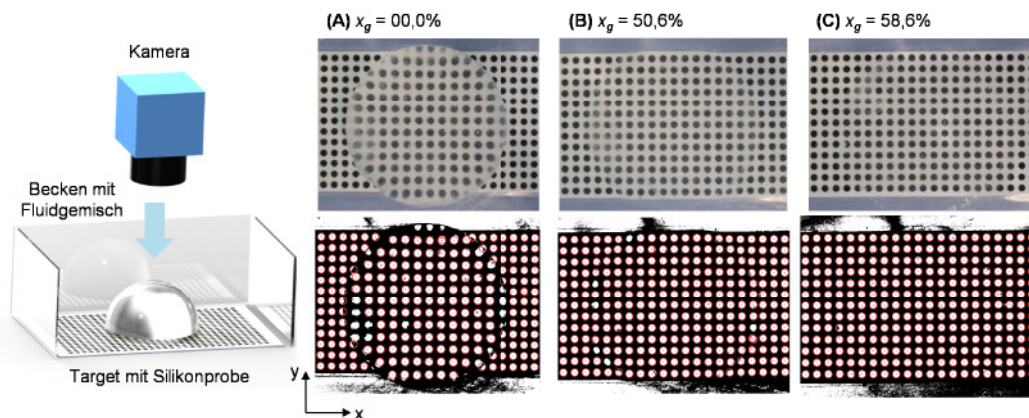 (A) x_g = 00,0%
(B) x_g = 50,6%
(C) x_g = 58,6%
Kamera
Becken mit
Fluidgemisch
Target mit Silikonprobe
y
x